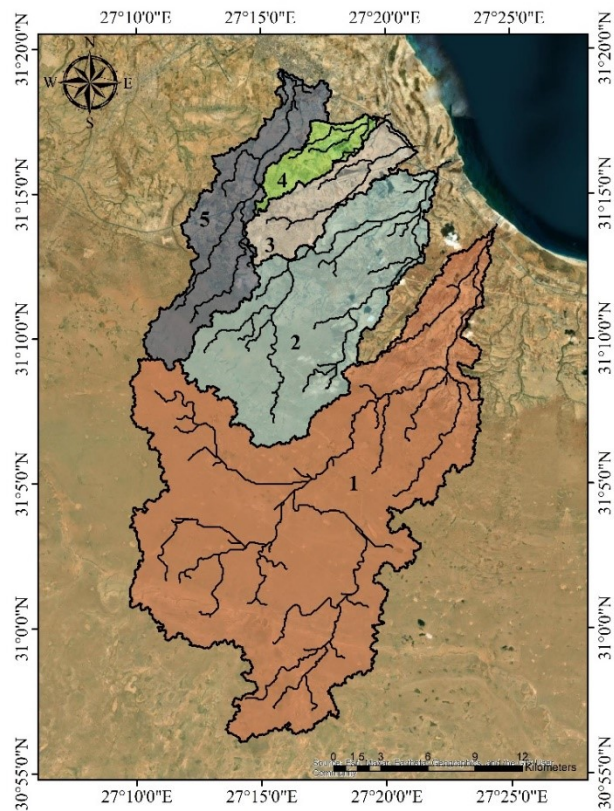 27°10'0"E 27°15'0"E 27°20'0"E
N
W E
S
31°20'0"N 31°20'0"N
31°15'0"N 31°15'0"N
4
5
3
31°10'0"N 31°10'0"N
2
31°5'0"N 31°5'0"N
1
31°0'0"N 31°0'0"N
0 1.5 3 6 9 12
Kilometers
Community
30°55'0"N 30°55'0"N
27°10'0"E 27°15'0"E 27°20'0"E 27°25'0"E